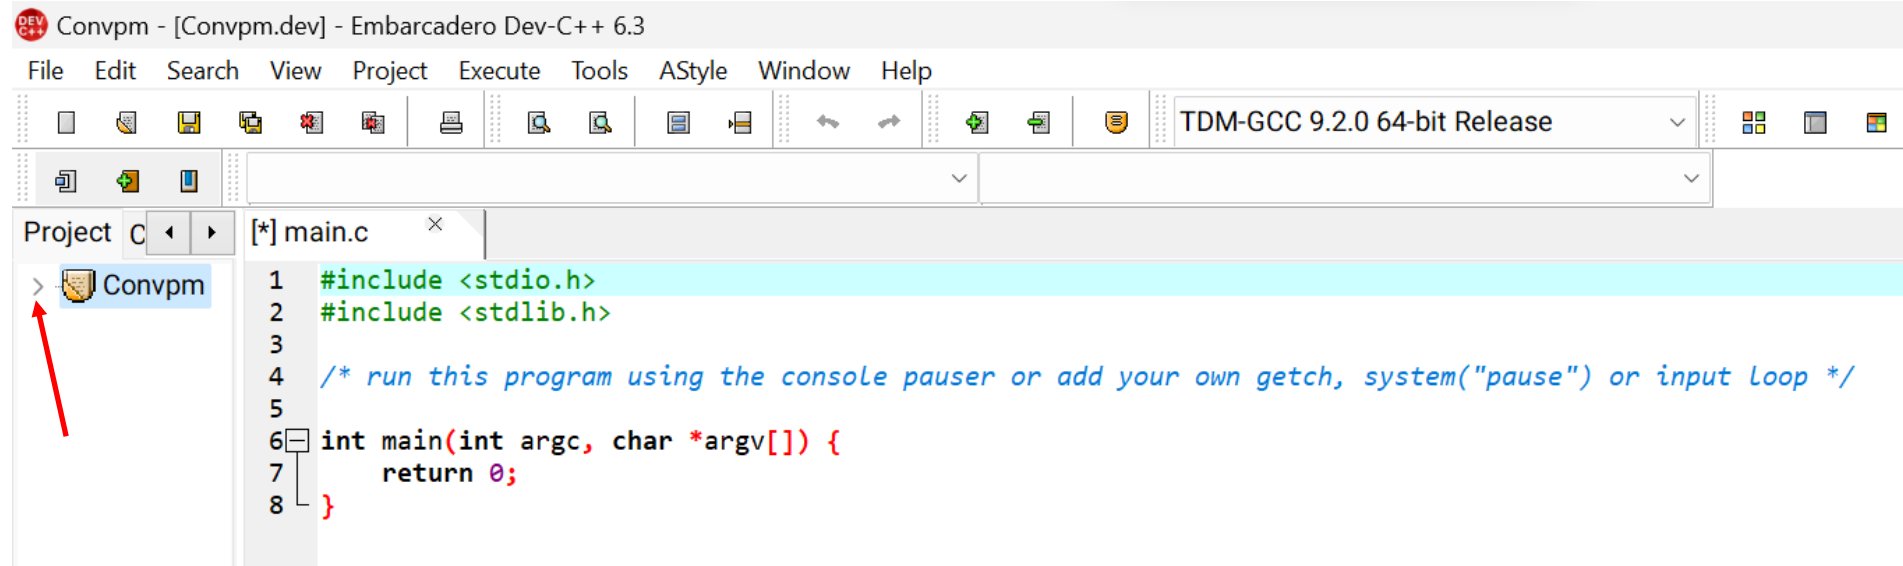 DEV C++ Convpm - [Convpm.dev] - Embarcadero Dev-C++ 6.3
File Edit Search View Project Execute Tools AStyle Window Help
TDM-GCC 9.2.0 64-bit Release
Project C [*] main.c
Convpm
1 #include <stdio.h>
2 #include <stdlib.h>
3
4 /* run this program using the console pauser or add your own getch, system("pause") or input loop */
5
6 int main(int argc, char *argv[]) {
7 return 0;
8 }